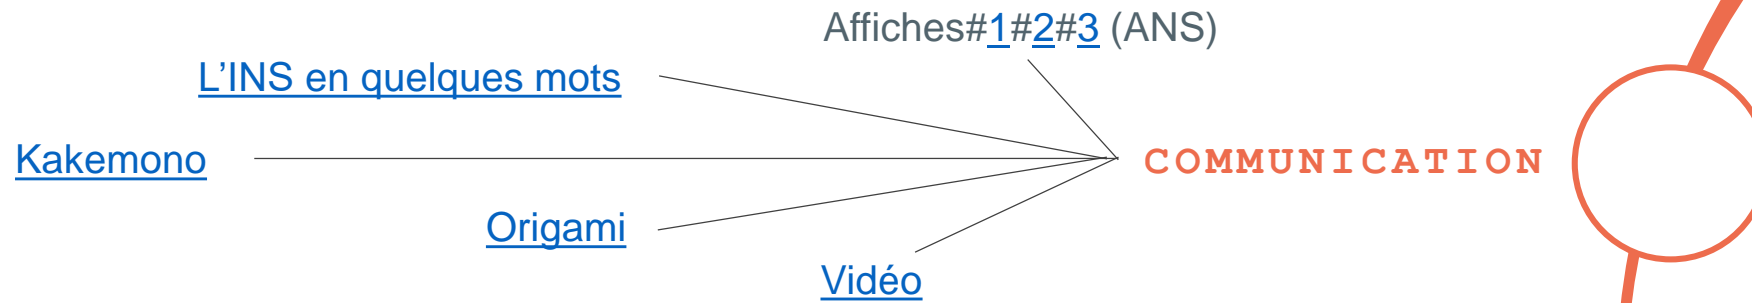 Affiches#1#2#3 (ANS)
L'INS en quelques mots
Kakemono
COMMUNICATION
Origami
Vidéo